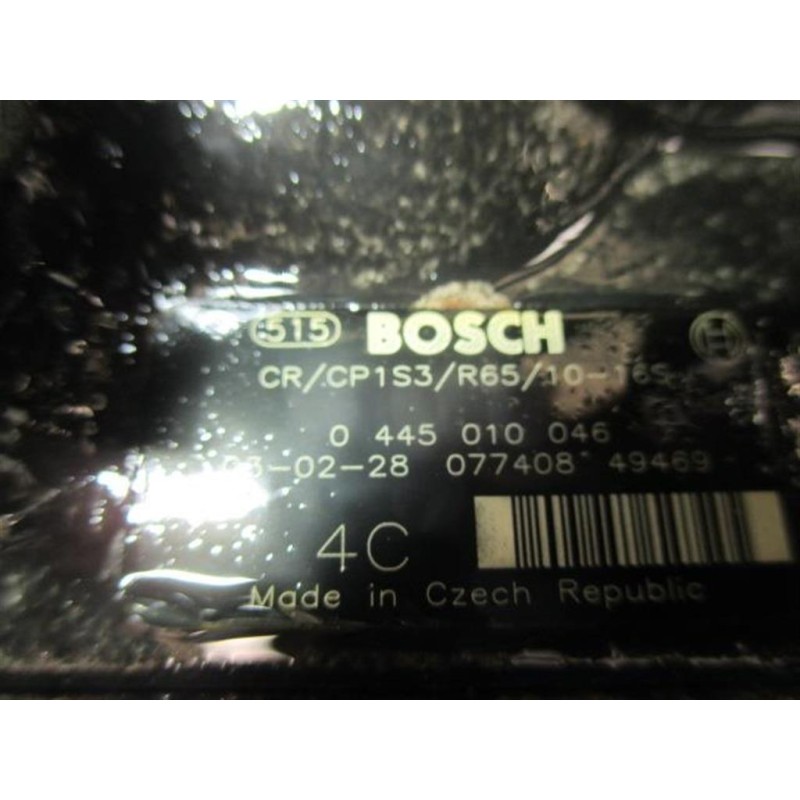 515 BOSCH
CR/CP1S3/R65/10-16S
0 445 010 046
03-02-28 077408 49469
4C
Made in Czech Republic